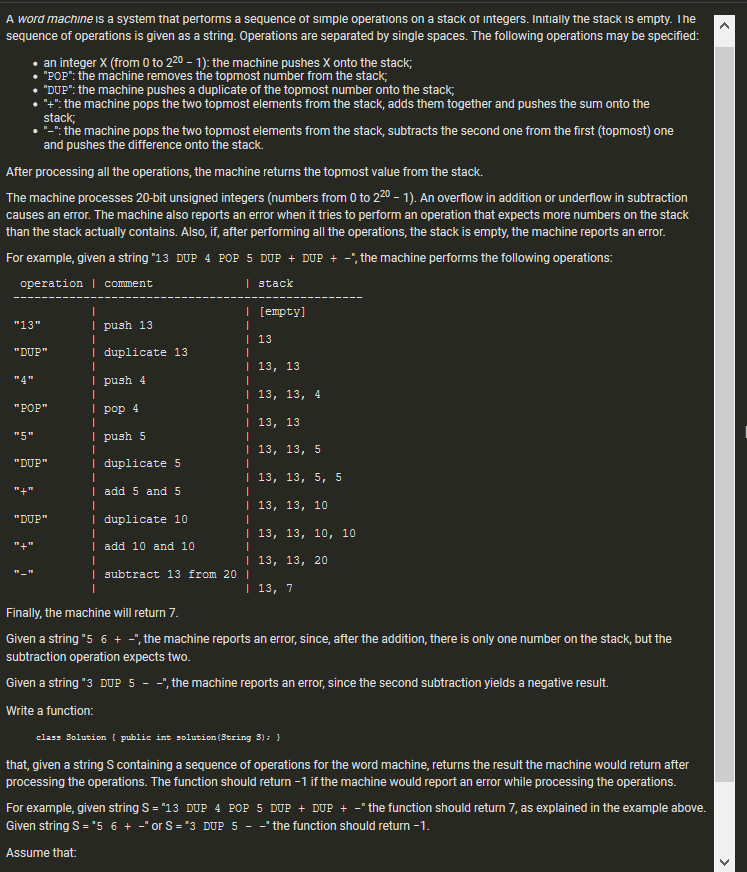 A word machine is a system that performs a sequence of simple operations on a stack of integers. Initially the stack is empty. The
sequence of operations is given as a string. Operations are separated by single spaces. The following operations may be specified:
• an integer X (from 0 to 2²⁰ − 1): the machine pushes X onto the stack;
• "POP": the machine removes the topmost number from the stack;
• "DUP": the machine pushes a duplicate of the topmost number onto the stack;
• "+": the machine pops the two topmost elements from the stack, adds them together and pushes the sum onto the
stack;
• "−": the machine pops the two topmost elements from the stack, subtracts the second one from the first (topmost) one
and pushes the difference onto the stack.
After processing all the operations, the machine returns the topmost value from the stack.
The machine processes 20-bit unsigned integers (numbers from 0 to 2²⁰ − 1). An overflow in addition or underflow in subtraction
causes an error. The machine also reports an error when it tries to perform an operation that expects more numbers on the stack
than the stack actually contains. Also, if, after performing all the operations, the stack is empty, the machine reports an error.
For example, given a string "13 DUP 4 POP 5 DUP + DUP + -", the machine performs the following operations:
operation | comment | stack
---------------------------------------------------
| | [empty]
"13" | push 13 |
| | 13
"DUP" | duplicate 13 |
| | 13, 13
"4" | push 4 |
| | 13, 13, 4
"POP" | pop 4 |
| | 13, 13
"5" | push 5 |
| | 13, 13, 5
"DUP" | duplicate 5 |
| | 13, 13, 5, 5
"+" | add 5 and 5 |
| | 13, 13, 10
"DUP" | duplicate 10 |
| | 13, 13, 10, 10
"+" | add 10 and 10 |
| | 13, 13, 20
"-" | subtract 13 from 20 |
| | 13, 7
Finally, the machine will return 7.
Given a string "5 6 + -", the machine reports an error, since, after the addition, there is only one number on the stack, but the
subtraction operation expects two.
Given a string "3 DUP 5 - -", the machine reports an error, since the second subtraction yields a negative result.
Write a function:
class Solution { public int solution(String S); }
that, given a string S containing a sequence of operations for the word machine, returns the result the machine would return after
processing the operations. The function should return −1 if the machine would report an error while processing the operations.
For example, given string S = "13 DUP 4 POP 5 DUP + DUP + -" the function should return 7, as explained in the example above.
Given string S = "5 6 + -" or S = "3 DUP 5 - -" the function should return −1.
Assume that: